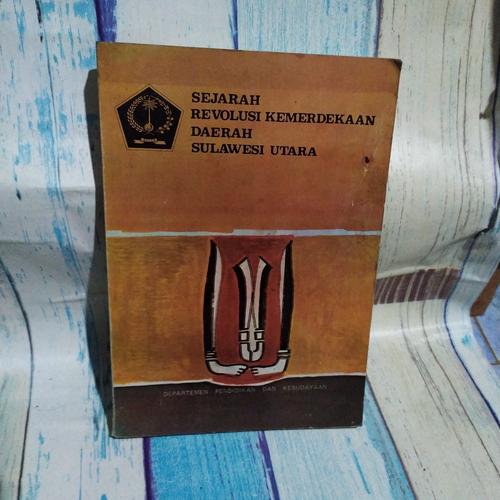 SEJARAH
REVOLUSI KEMERDEKAAN
DAERAH
SULAWESI UTARA
DEPARTEMEN PENDIDIKAN DAN KEBUDAYAAN